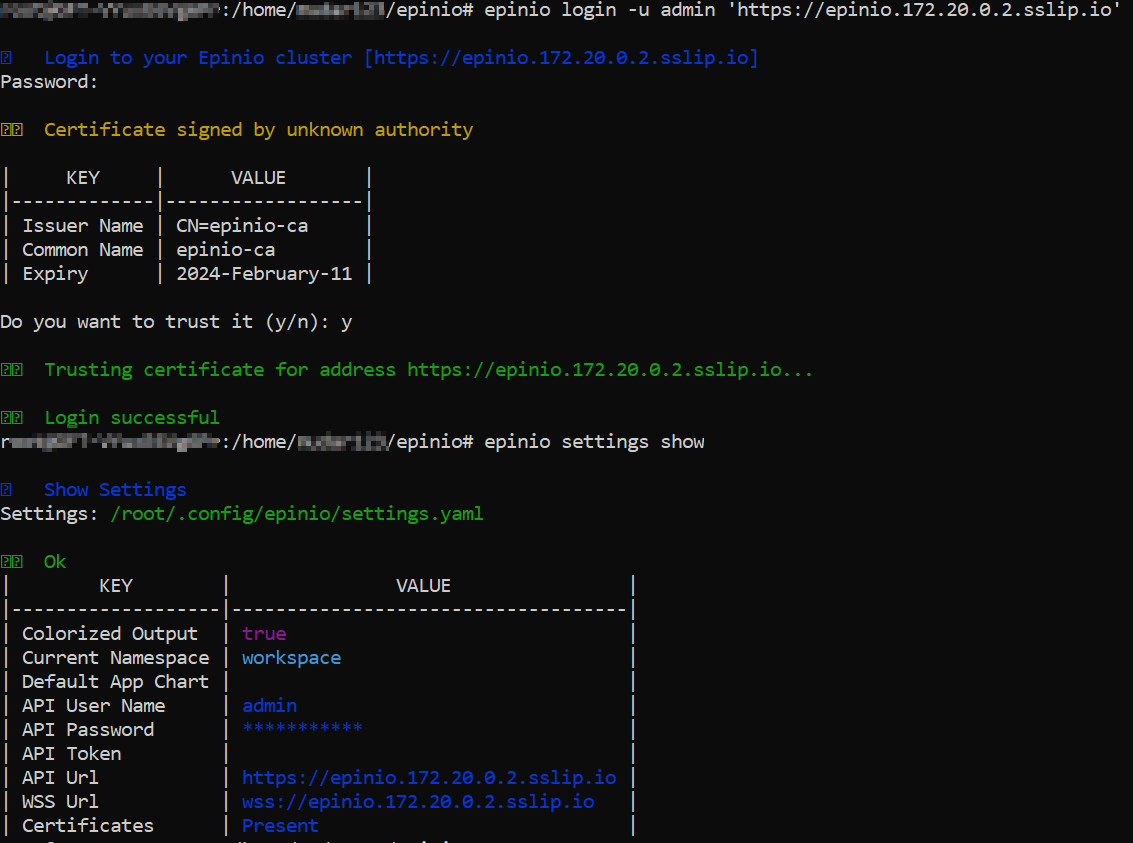 :/home/ /epinio# epinio login -u admin 'https://epinio.172.20.0.2.sslip.io'
Login to your Epinio cluster [https://epinio.172.20.0.2.sslip.io]
Password:
Certificate signed by unknown authority
| KEY | VALUE |
|-------------|------------------|
| Issuer Name | CN=epinio-ca |
| Common Name | epinio-ca |
| Expiry | 2024-February-11 |
Do you want to trust it (y/n): y
Trusting certificate for address https://epinio.172.20.0.2.sslip.io...
Login successful
:/home/ /epinio# epinio settings show
Show Settings
Settings: /root/.config/epinio/settings.yaml
Ok
| KEY | VALUE |
|-------------------|------------------------------------|
| Colorized Output | true |
| Current Namespace | workspace |
| Default App Chart | |
| API User Name | admin |
| API Password | *********** |
| API Token | |
| API Url | https://epinio.172.20.0.2.sslip.io |
| WSS Url | wss://epinio.172.20.0.2.sslip.io |
| Certificates | Present |